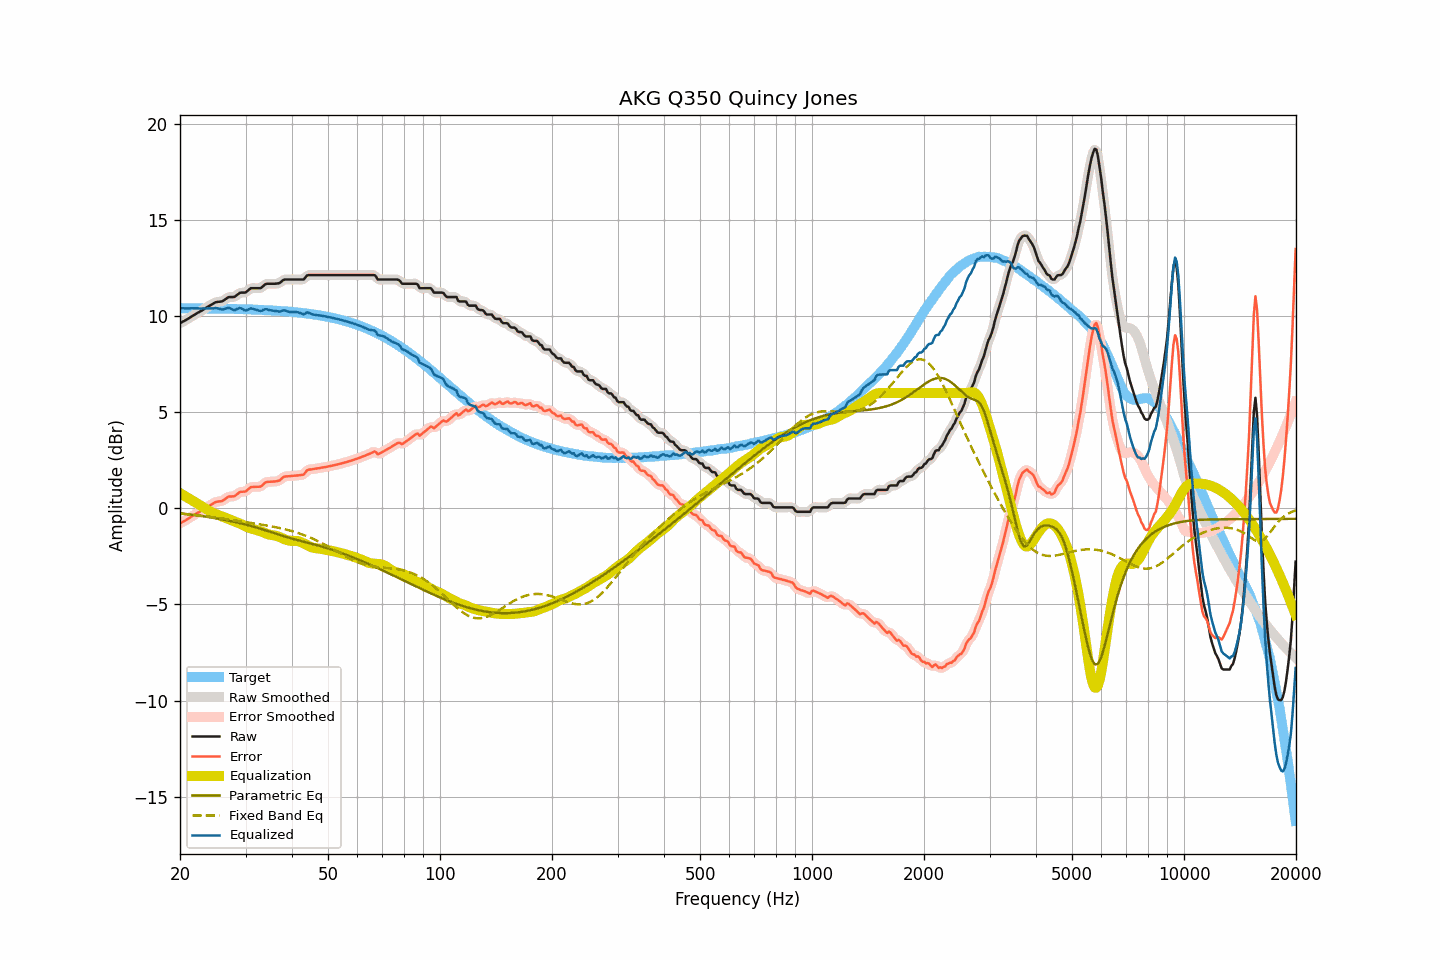 AKG Q350 Quincy Jones
20
15
10
5
0
−5
−10
−15
Amplitude (dBr)
Target
Raw Smoothed
Error Smoothed
Raw
Error
Equalization
Parametric Eq
Fixed Band Eq
Equalized
20 50 100 200 500 1000 2000 5000 10000 20000
Frequency (Hz)